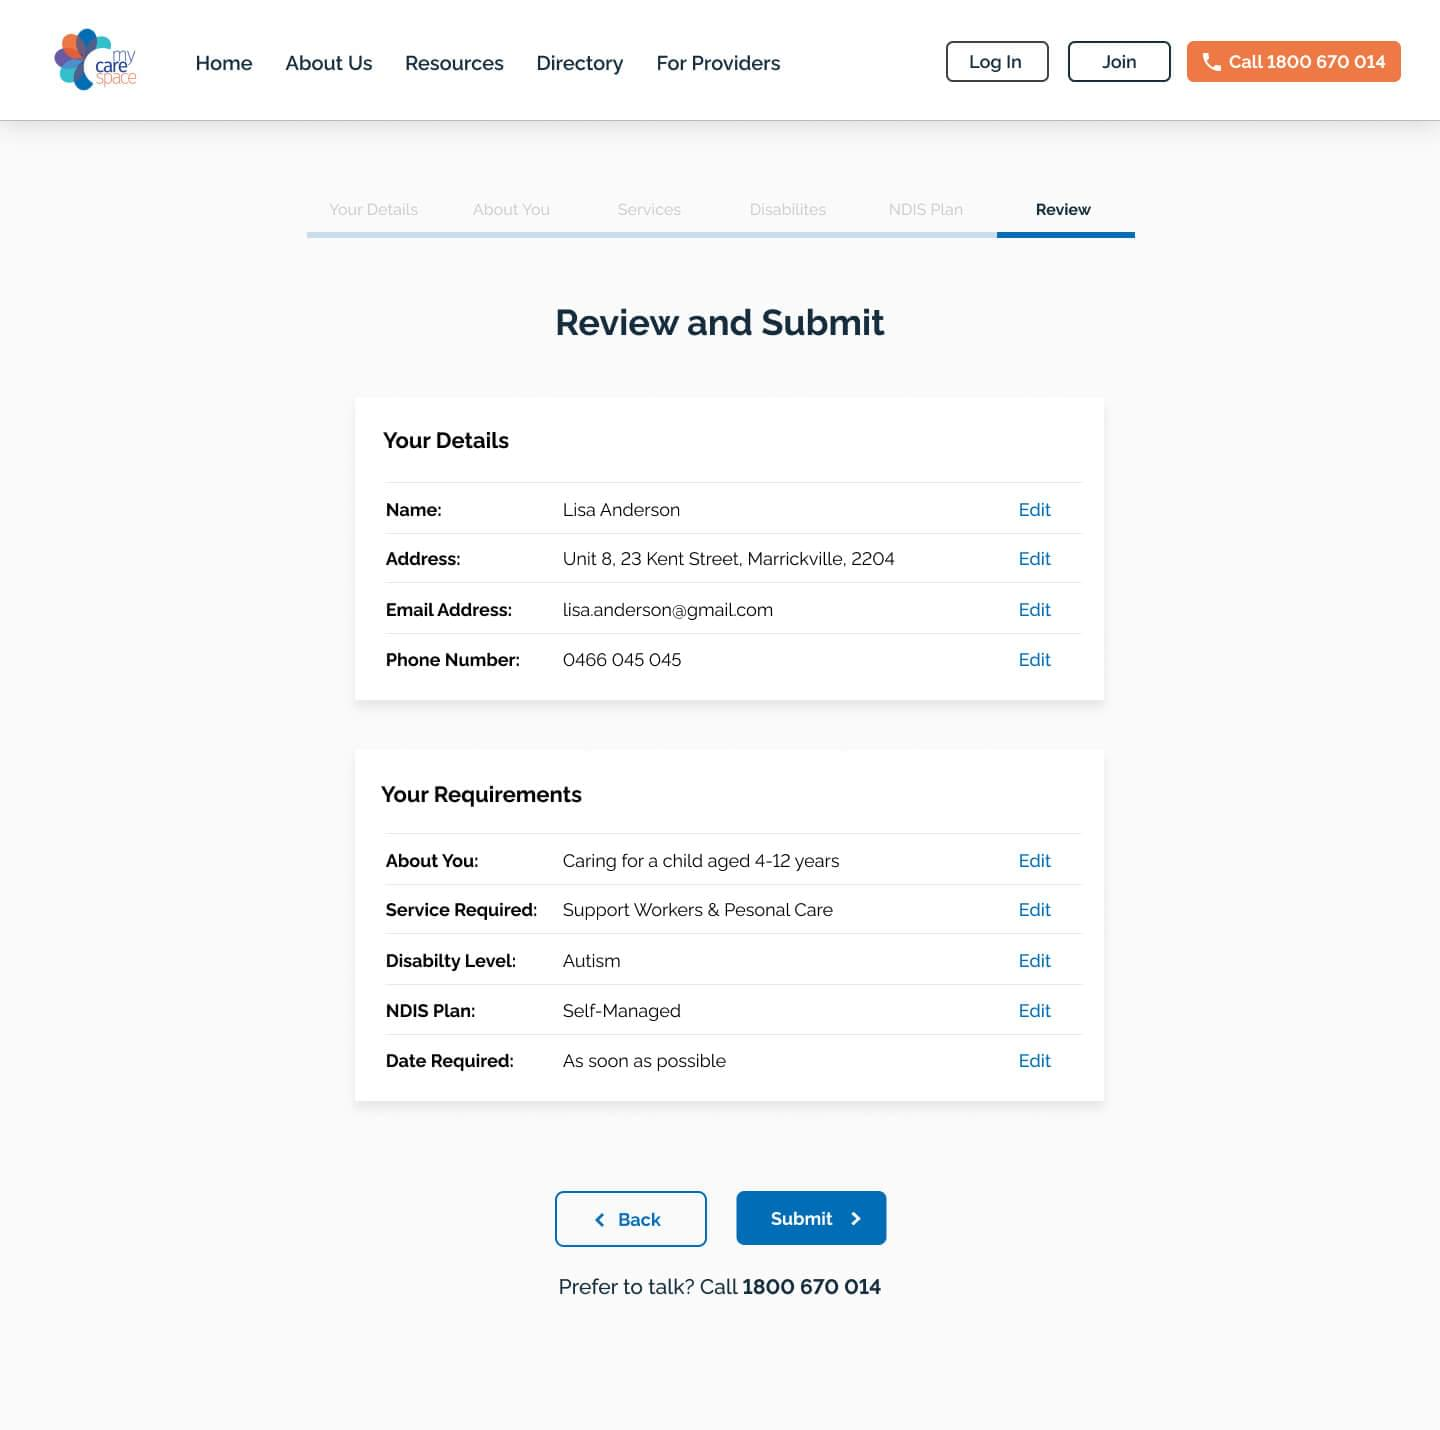 my
care
space
Home About Us Resources Directory For Providers Log In Join Call 1800 670 014
Your Details About You Services Disabilites NDIS Plan Review
Review and Submit
Your Details
Name: Lisa Anderson Edit
Address: Unit 8, 23 Kent Street, Marrickville, 2204 Edit
Email Address: lisa.anderson@gmail.com Edit
Phone Number: 0466 045 045 Edit
Your Requirements
About You: Caring for a child aged 4-12 years Edit
Service Required: Support Workers & Pesonal Care Edit
Disabilty Level: Autism Edit
NDIS Plan: Self-Managed Edit
Date Required: As soon as possible Edit
Back Submit
Prefer to talk? Call 1800 670 014